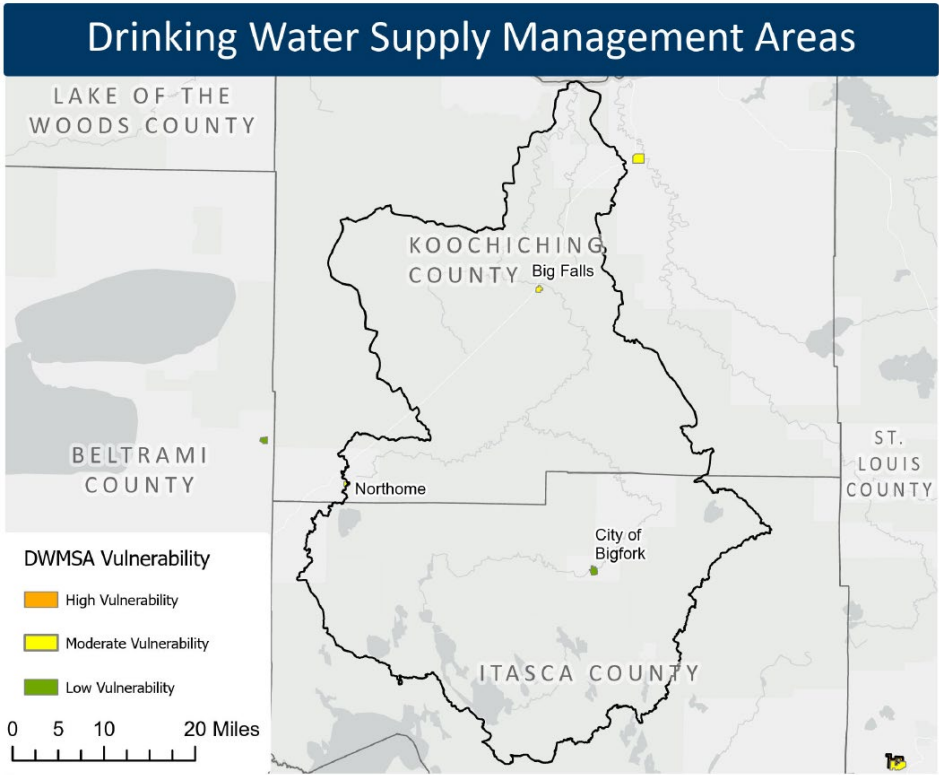 Drinking Water Supply Management Areas
LAKE OF THE
WOODS COUNTY
KOOCHICHING
COUNTY
Big Falls
BELTRAMI
COUNTY
ST.
LOUIS
COUNTY
Northome
City of
Bigfork
ITASCA COUNTY
DWMSA Vulnerability
High Vulnerability
Moderate Vulnerability
Low Vulnerability
0 5 10 20 Miles